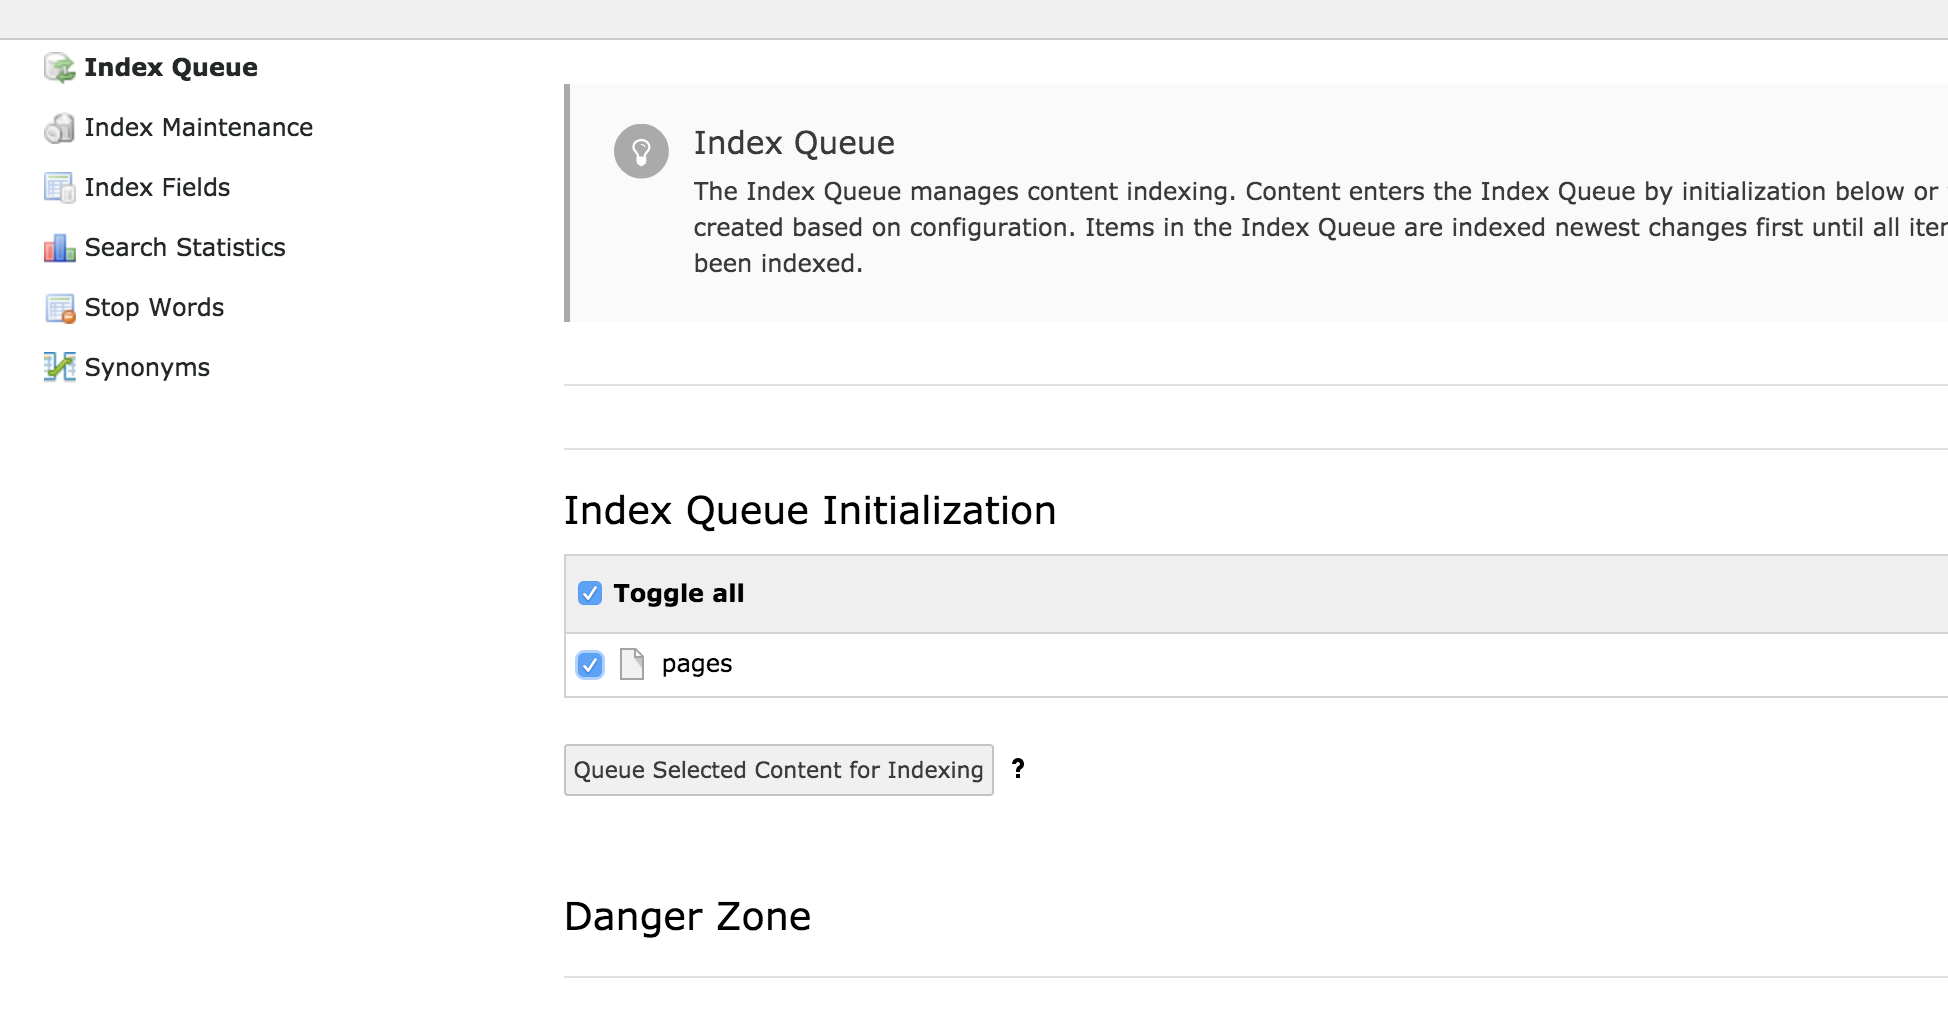 Index Queue
Index Maintenance
Index Fields
Search Statistics
Stop Words
Synonyms
Index Queue
The Index Queue manages content indexing. Content enters the Index Queue by initialization below or
created based on configuration. Items in the Index Queue are indexed newest changes first until all
been indexed.
Index Queue Initialization
Toggle all
pages
Queue Selected Content for Indexing ?
Danger Zone